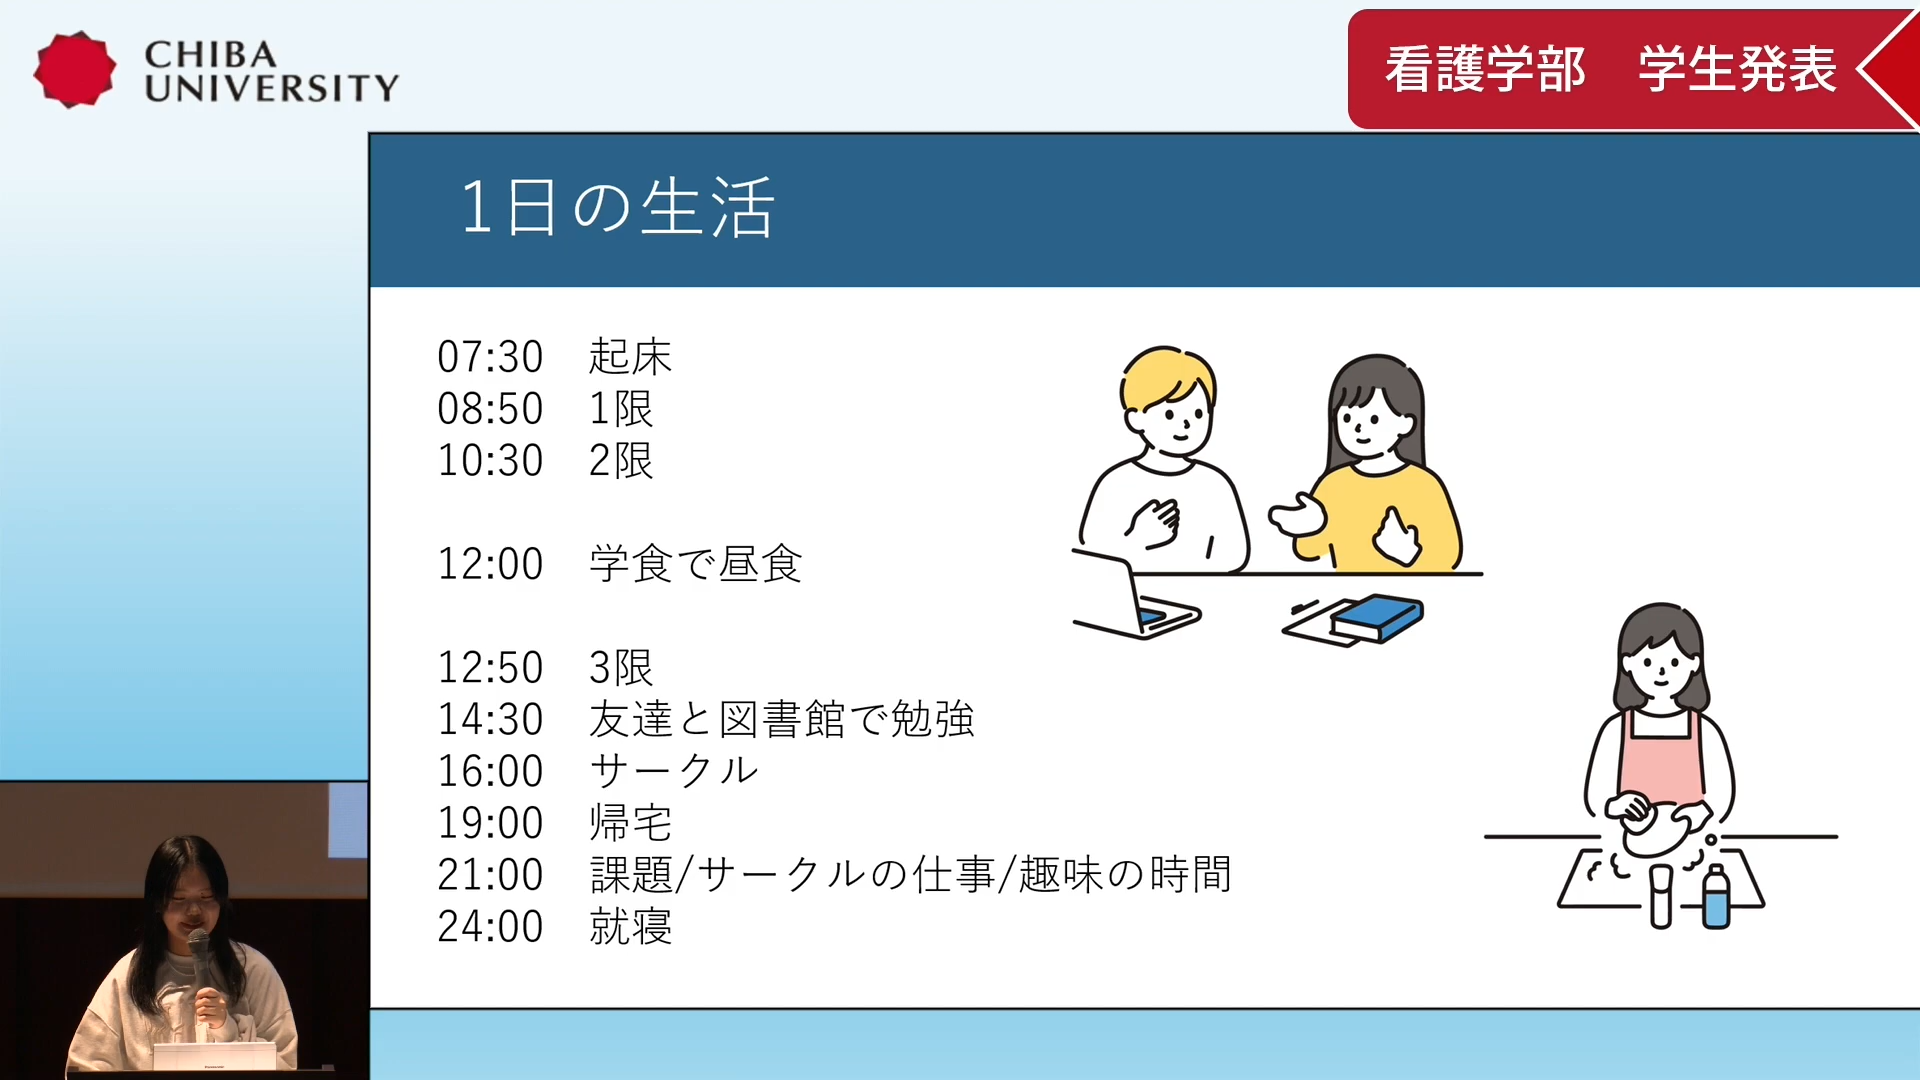 CHIBA
UNIVERSITY
看護学部 学生発表
1日の生活
07:30 起床
08:50 1限
10:30 2限
12:00 学食で昼食
12:50 3限
14:30 友達と図書館で勉強
16:00 サークル
19:00 帰宅
21:00 課題/サークルの仕事/趣味の時間
24:00 就寝